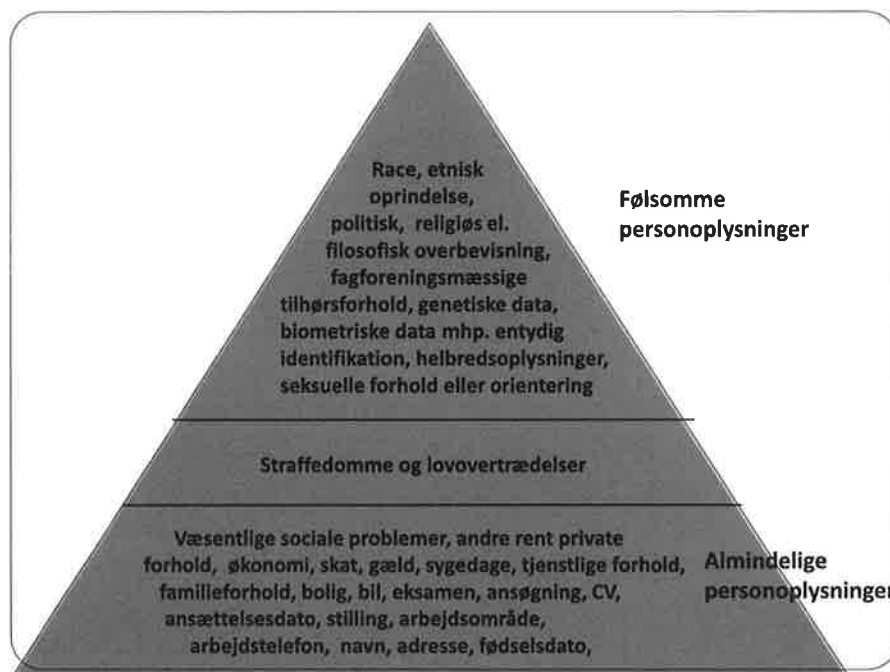 Race, etnisk
oprindelse,
politisk, religiøs el.
filosofisk overbevisning,
fagforeningsmæssige
tilhørsforhold, genetiske data,
biometriske data mhp. entydig
identifikation, helbredsoplysninger,
seksuelle forhold eller orientering
Følsomme
personoplysninger
Straffedomme og lovovertrædelser
Væsentlige sociale problemer, andre rent private
forhold, økonomi, skat, gæld, sygedage, tjenstlige forhold,
familieforhold, bolig, bil, eksamen, ansøgning, CV,
ansættelsesdato, stilling, arbejdsområde,
arbejdstelefon, navn, adresse, fødselsdato,
Almindelige
personoplysninger